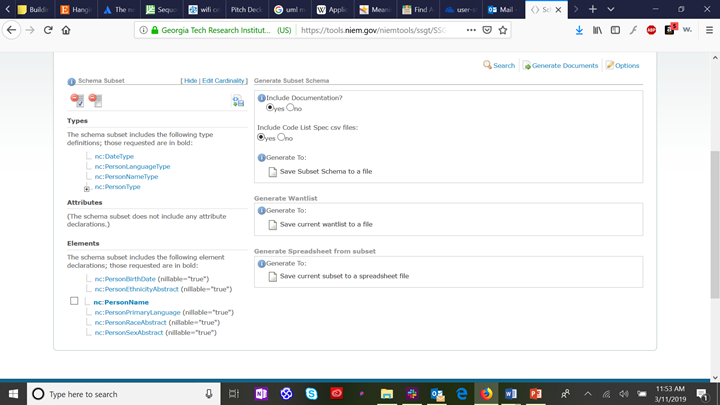 Building
Hangi
The ne
Sequo
wifi ce
Pitch Deck
uml m
Applic
Meani
Find A
user-in
Mail -
Sc
Georgia Tech Research Institut... (US)
https://tools.niem.gov/niemtools/ssgt/SSG
Search
Generate Documents
Options
Schema Subset
[ Hide | Edit Cardinality ]
Generate Subset Schema
Types
The schema subset includes the following type
definitions; those requested are in bold:
nc:DateType
nc:PersonLanguageType
nc:PersonNameType
nc:PersonType
Attributes
(The schema subset does not include any attribute
declarations.)
Elements
The schema subset includes the following element
declarations; those requested are in bold:
nc:PersonBirthDate (nillable="true")
nc:PersonEthnicityAbstract (nillable="true")
nc:PersonName
nc:PersonPrimaryLanguage (nillable="true")
nc:PersonRaceAbstract (nillable="true")
nc:PersonSexAbstract (nillable="true")
Include Documentation?
yes no
Include Code List Spec csv files:
yes no
Generate To:
Save Subset Schema to a file
Generate Wantlist
Generate To:
Save current wantlist to a file
Generate Spreadsheet from subset
Generate To:
Save current subset to a spreadsheet file
Type here to search
11:53 AM
3/11/2019